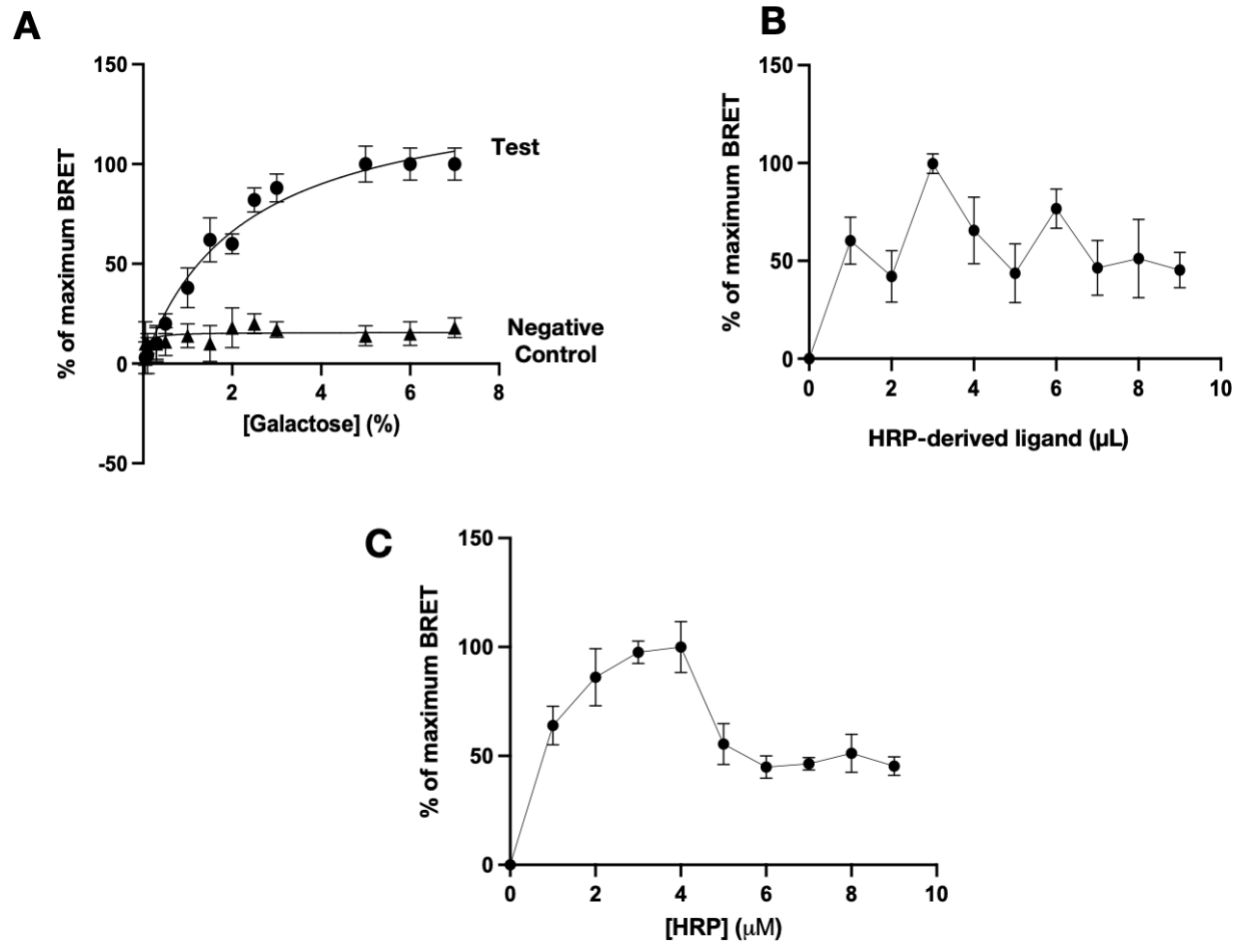 A
% of maximum BRET
150
100
50
0
-50
2
4
6
8
[Galactose] (%)
Test
Negative
Control
B
% of maximum BRET
150
100
50
0
0
2
4
6
8
10
HRP-derived ligand (µL)
C
% of maximum BRET
150
100
50
0
0
2
4
6
8
10
[HRP] (µM)